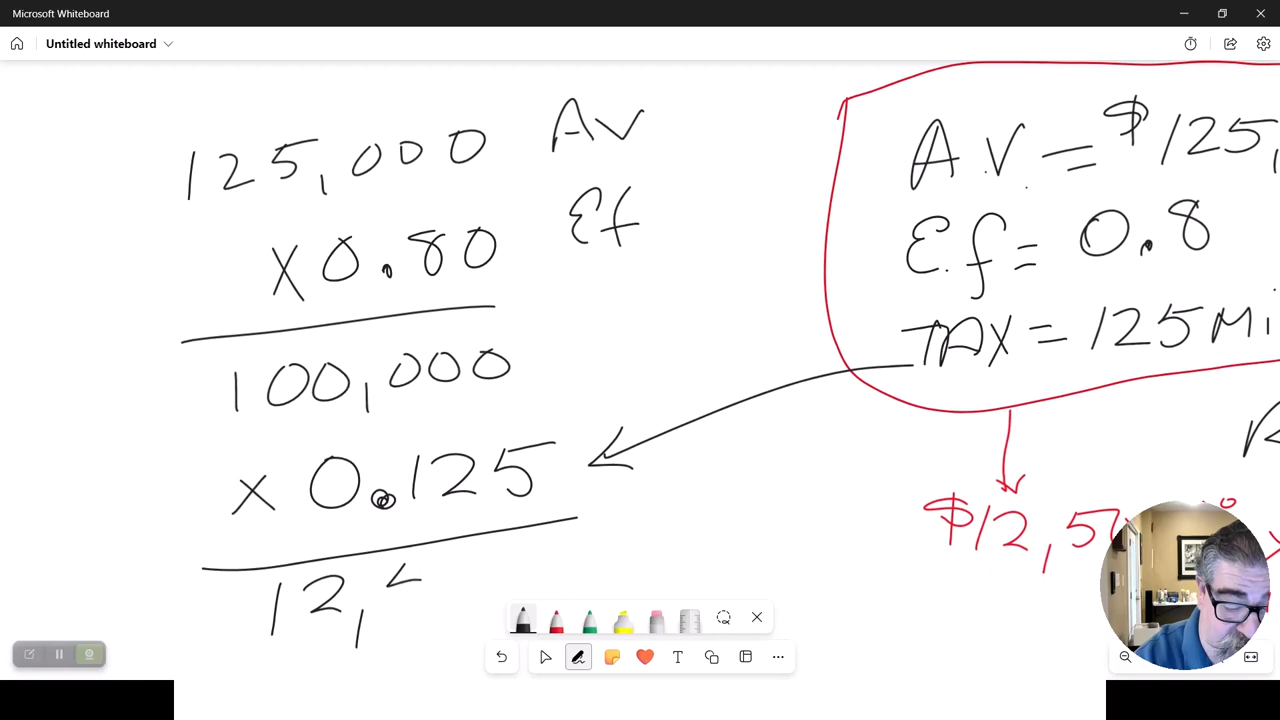 Microsoft Whiteboard
Untitled whiteboard
125,000 AV
x 0.80 Ef
100,000
x 0.125
12,
A.V. = $125,
E.f = 0.8
TAX = 125 Mi
$12,5